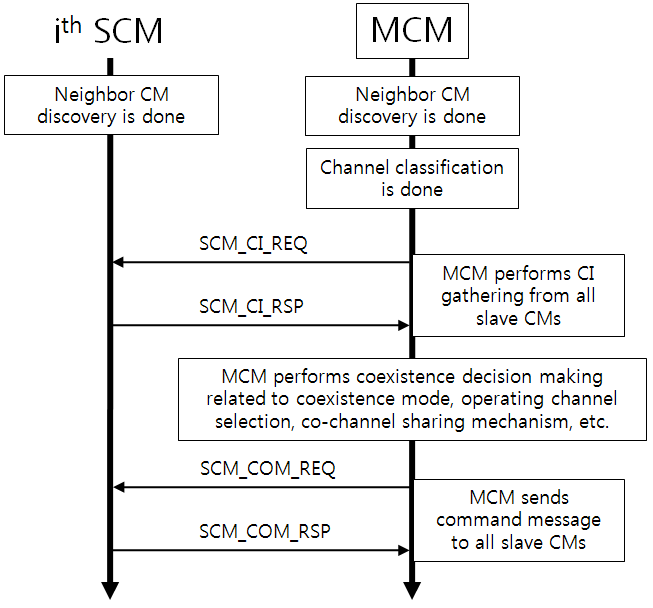 ith SCM
MCM
Neighbor CM
discovery is done
Neighbor CM
discovery is done
Channel classification
is done
SCM_CI_REQ
MCM performs CI
gathering from all
slave CMs
SCM_CI_RSP
MCM performs coexistence decision making
related to coexistence mode, operating channel
selection, co-channel sharing mechanism, etc.
SCM_COM_REQ
MCM sends
command message
to all slave CMs
SCM_COM_RSP